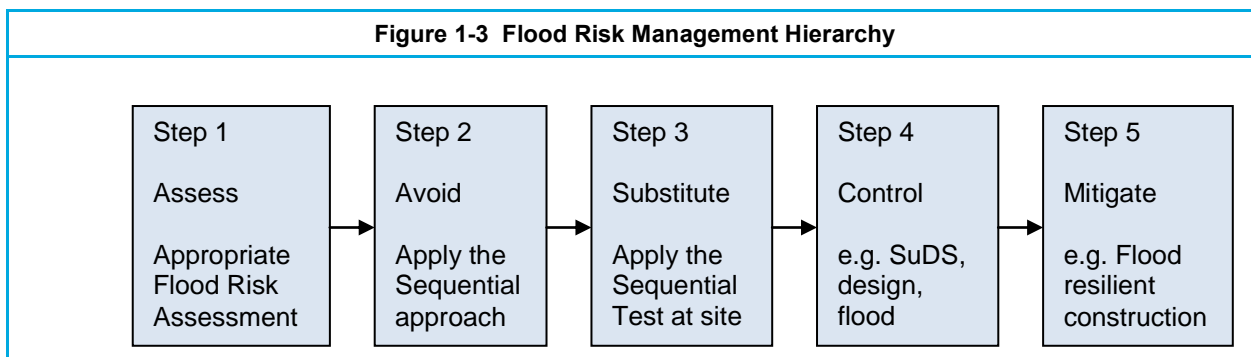 Figure 1-3 Flood Risk Management Hierarchy
Step 1
Assess
Appropriate
Flood Risk
Assessment
Step 2
Avoid
Apply the
Sequential
approach
Step 3
Substitute
Apply the
Sequential
Test at site
Step 4
Control
e.g. SuDS,
design,
flood
Step 5
Mitigate
e.g. Flood
resilient
construction